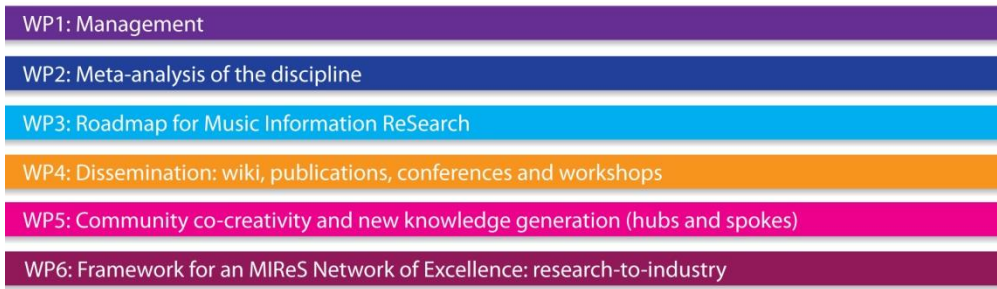 WP1: Management
WP2: Meta-analysis of the discipline
WP3: Roadmap for Music Information ReSearch
WP4: Dissemination: wiki, publications, conferences and workshops
WP5: Community co-creativity and new knowledge generation (hubs and spokes)
WP6: Framework for an MIReS Network of Excellence: research-to-industry